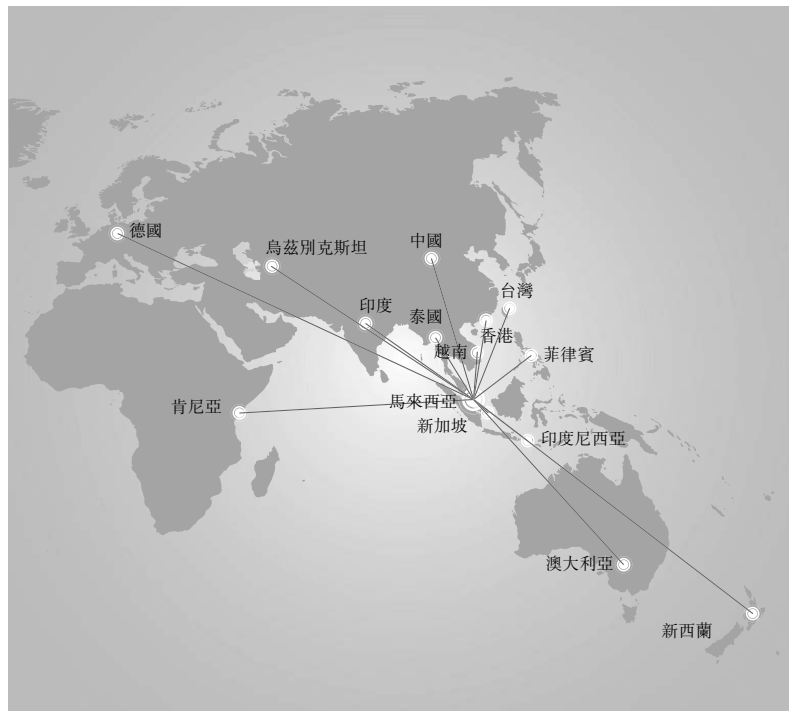 德國
烏茲別克斯坦
中國
台灣
印度
泰國
香港
越南
菲律賓
馬來西亞
肯尼亞
新加坡
印度尼西亞
澳大利亞
新西蘭